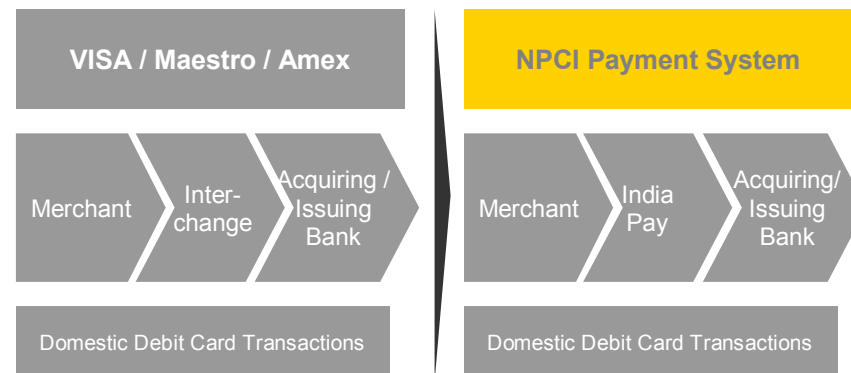 VISA / Maestro / Amex
Merchant
Inter-
change
Acquiring /
Issuing
Bank
Domestic Debit Card Transactions
NPCI Payment System
Merchant
India
Pay
Acquiring/
Issuing
Bank
Domestic Debit Card Transactions